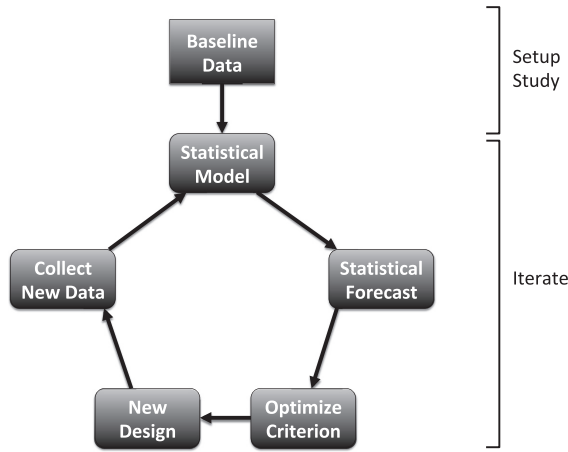 Baseline
Data
Setup
Study
Statistical
Model
Collect
New Data
Statistical
Forecast
Iterate
New
Design
Optimize
Criterion